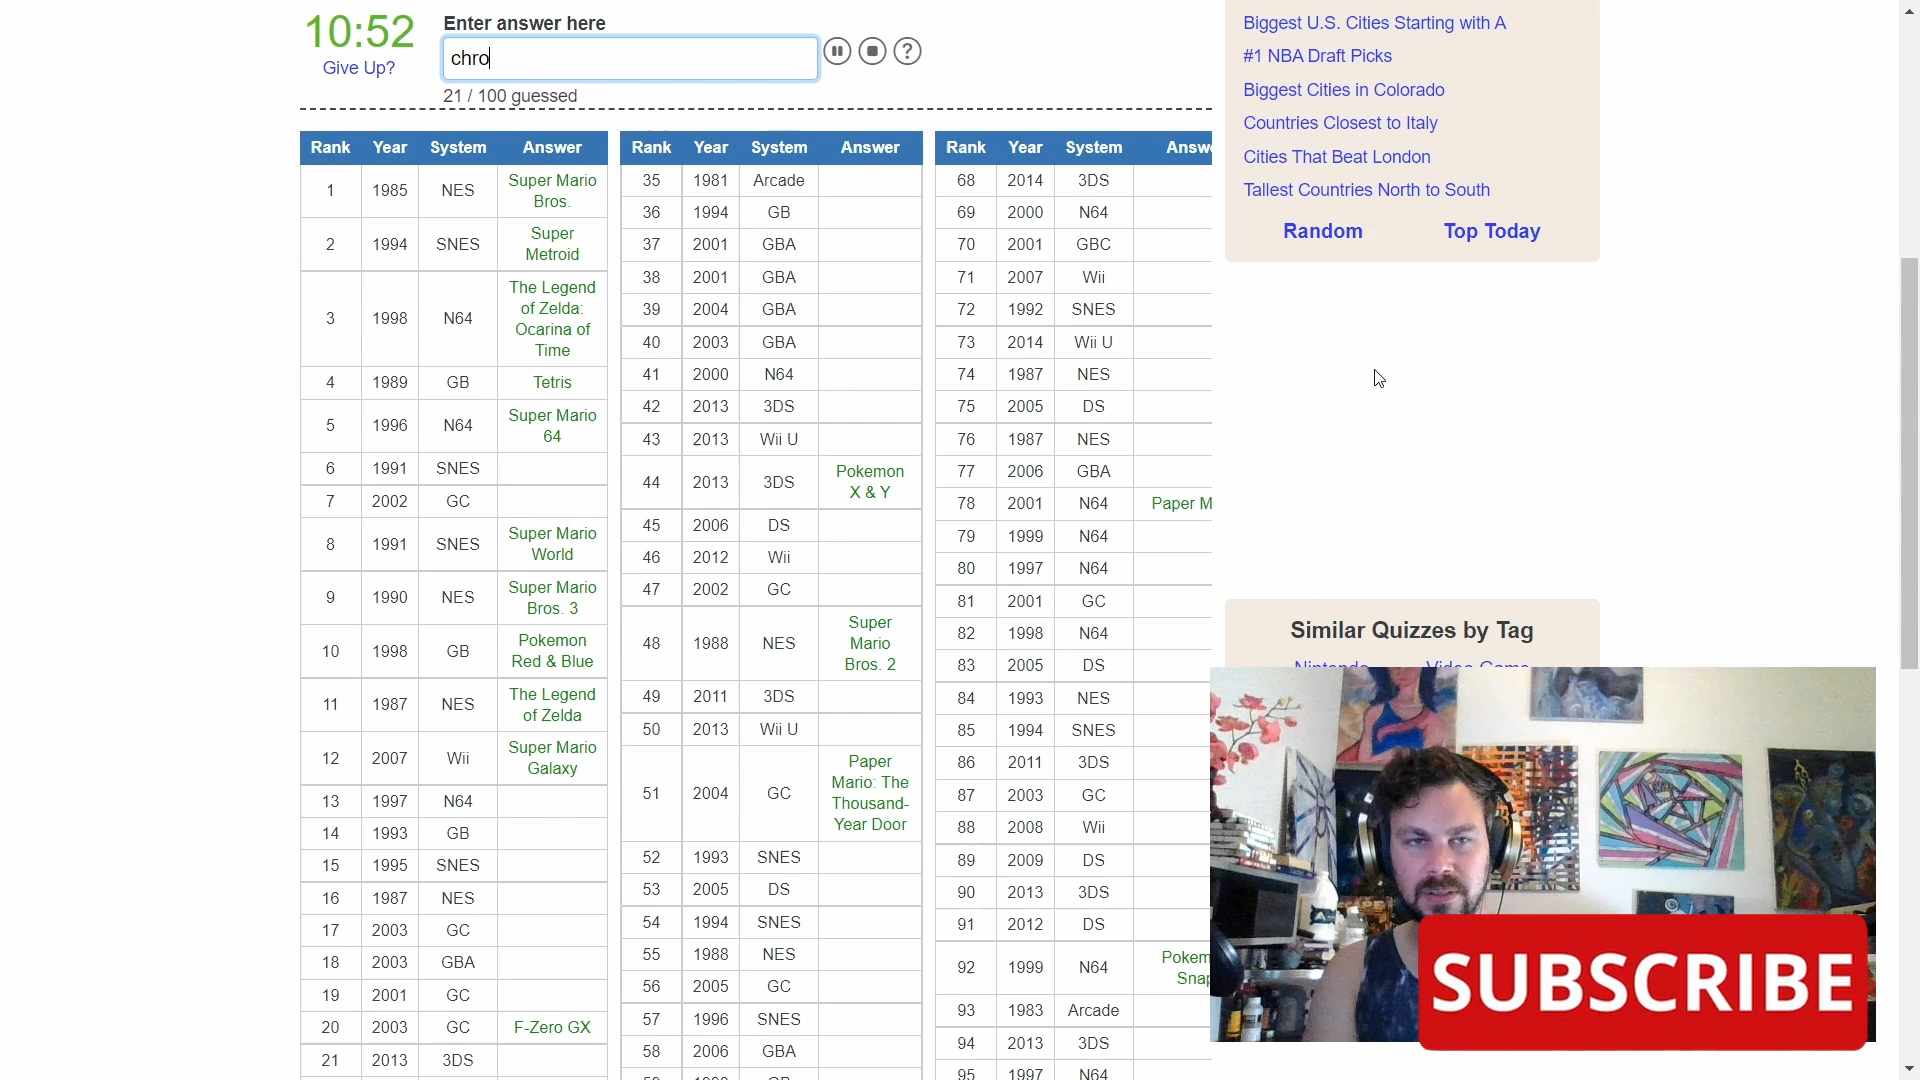 10:52
Give Up?
Enter answer here
chro
21 / 100 guessed
Rank Year System Answer
1 1985 NES Super Mario Bros.
2 1994 SNES Super Metroid
3 1998 N64 The Legend of Zelda: Ocarina of Time
4 1989 GB Tetris
5 1996 N64 Super Mario 64
6 1991 SNES
7 2002 GC
8 1991 SNES Super Mario World
9 1990 NES Super Mario Bros. 3
10 1998 GB Pokemon Red & Blue
11 1987 NES The Legend of Zelda
12 2007 Wii Super Mario Galaxy
13 1997 N64
14 1993 GB
15 1995 SNES
16 1987 NES
17 2003 GC
18 2003 GBA
19 2001 GC
20 2003 GC F-Zero GX
21 2013 3DS
Rank Year System Answer
35 1981 Arcade
36 1994 GB
37 2001 GBA
38 2001 GBA
39 2004 GBA
40 2003 GBA
41 2000 N64
42 2013 3DS
43 2013 Wii U
44 2013 3DS Pokemon X & Y
45 2006 DS
46 2012 Wii
47 2002 GC
48 1988 NES Super Mario Bros. 2
49 2011 3DS
50 2013 Wii U
51 2004 GC Paper Mario: The Thousand-Year Door
52 1993 SNES
53 2005 DS
54 1994 SNES
55 1988 NES
56 2005 GC
57 1996 SNES
58 2006 GBA
Rank Year System Answ
68 2014 3DS
69 2000 N64
70 2001 GBC
71 2007 Wii
72 1992 SNES
73 2014 Wii U
74 1987 NES
75 2005 DS
76 1987 NES
77 2006 GBA
78 2001 N64 Paper M
79 1999 N64
80 1997 N64
81 2001 GC
82 1998 N64
83 2005 DS
84 1993 NES
85 1994 SNES
86 2011 3DS
87 2003 GC
88 2008 Wii
89 2009 DS
90 2013 3DS
91 2012 DS
92 1999 N64 Pokem Snap
93 1983 Arcade
94 2013 3DS
95 1997 N64
Biggest U.S. Cities Starting with A
#1 NBA Draft Picks
Biggest Cities in Colorado
Countries Closest to Italy
Cities That Beat London
Tallest Countries North to South
Random Top Today
Similar Quizzes by Tag
Nintendo Video Game
SUBSCRIBE